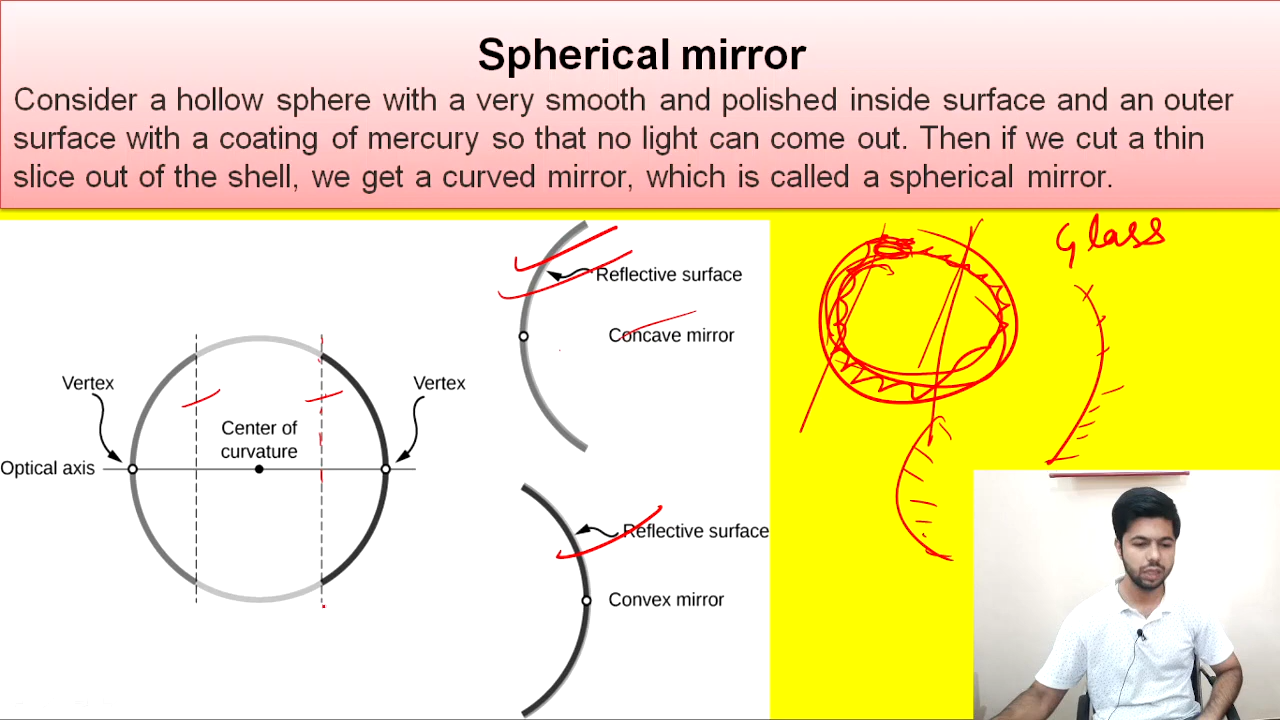 Spherical mirror
Consider a hollow sphere with a very smooth and polished inside surface and an outer
surface with a coating of mercury so that no light can come out. Then if we cut a thin
slice out of the shell, we get a curved mirror, which is called a spherical mirror.
Glass
Reflective surface
Concave mirror
Vertex
Vertex
Center of
curvature
Optical axis
Reflective surface
Convex mirror